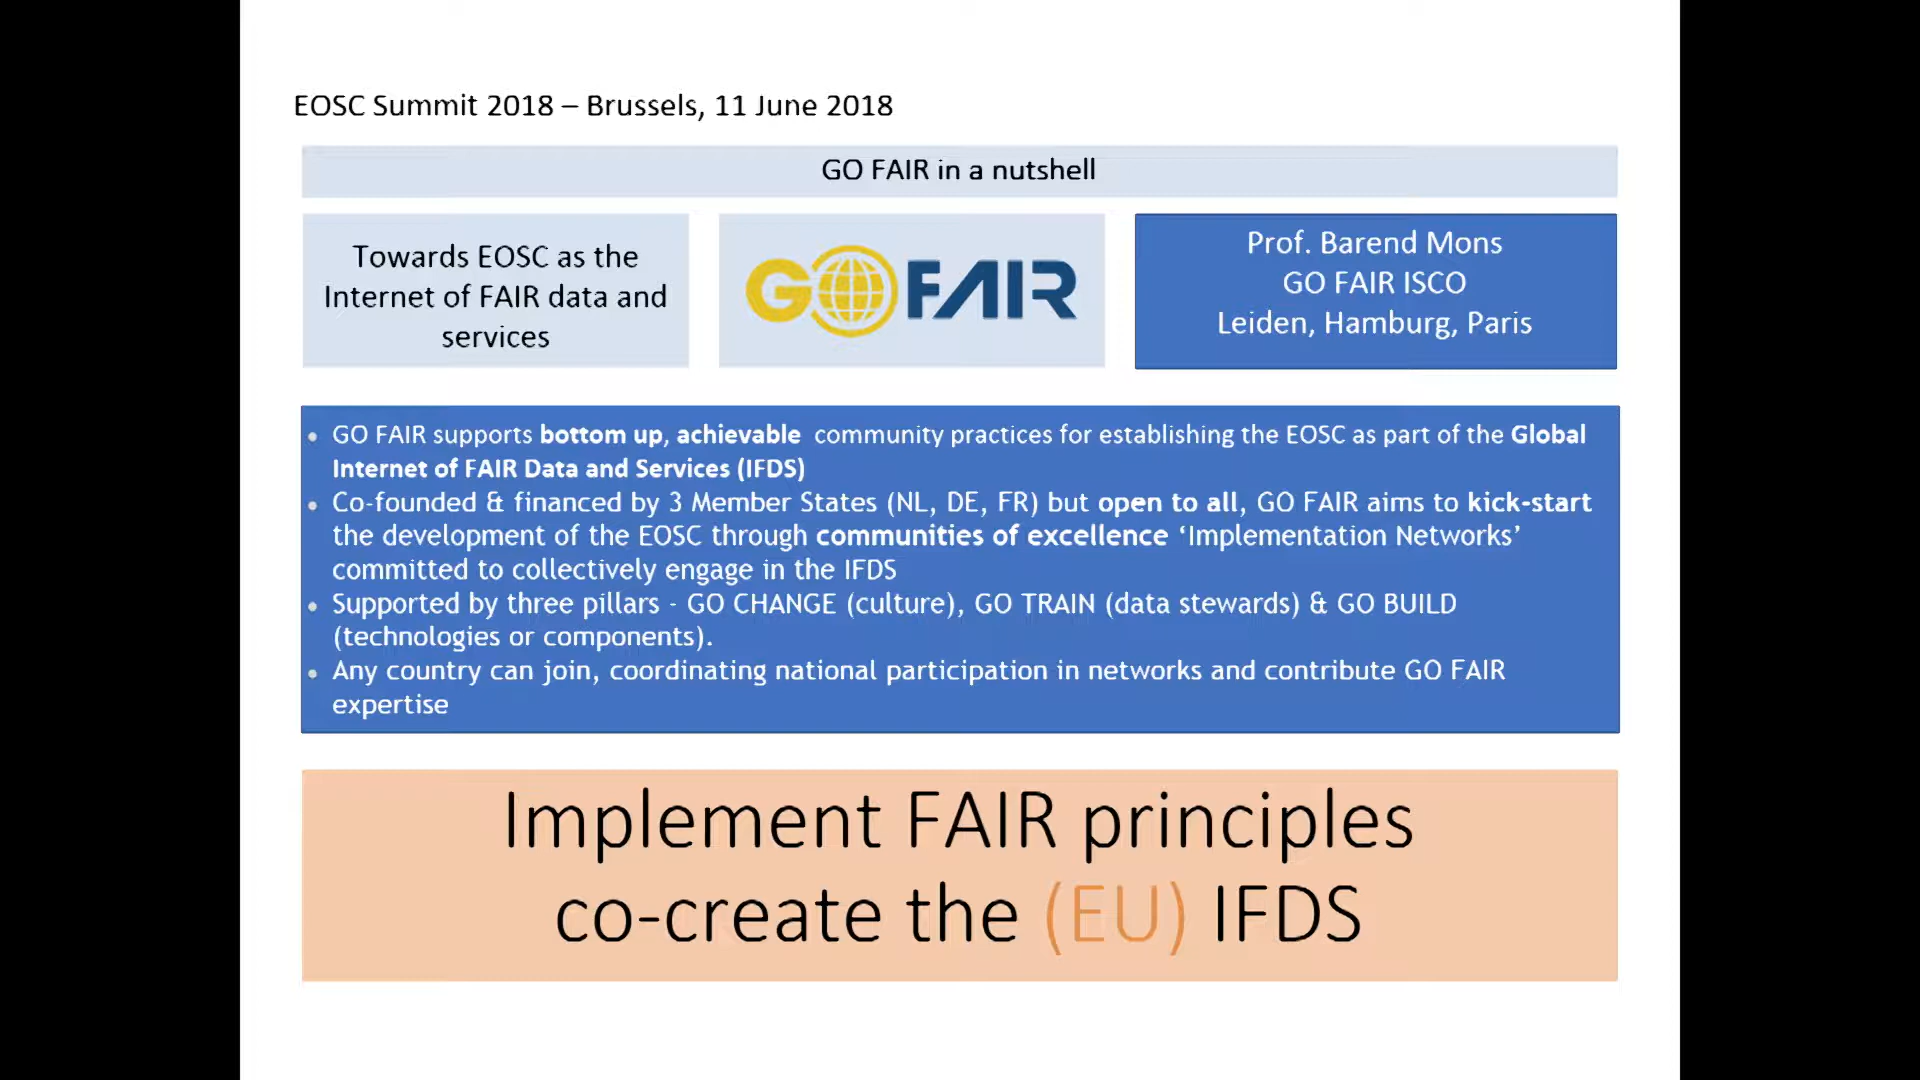 EOSC Summit 2018 – Brussels, 11 June 2018
GO FAIR in a nutshell
Towards EOSC as the
Internet of FAIR data and
services
GO FAIR
Prof. Barend Mons
GO FAIR ISCO
Leiden, Hamburg, Paris
• GO FAIR supports bottom up, achievable community practices for establishing the EOSC as part of the Global
Internet of FAIR Data and Services (IFDS)
• Co-founded & financed by 3 Member States (NL, DE, FR) but open to all, GO FAIR aims to kick-start
the development of the EOSC through communities of excellence ‘Implementation Networks’
committed to collectively engage in the IFDS
• Supported by three pillars - GO CHANGE (culture), GO TRAIN (data stewards) & GO BUILD
(technologies or components).
• Any country can join, coordinating national participation in networks and contribute GO FAIR
expertise
Implement FAIR principles
co-create the (EU) IFDS